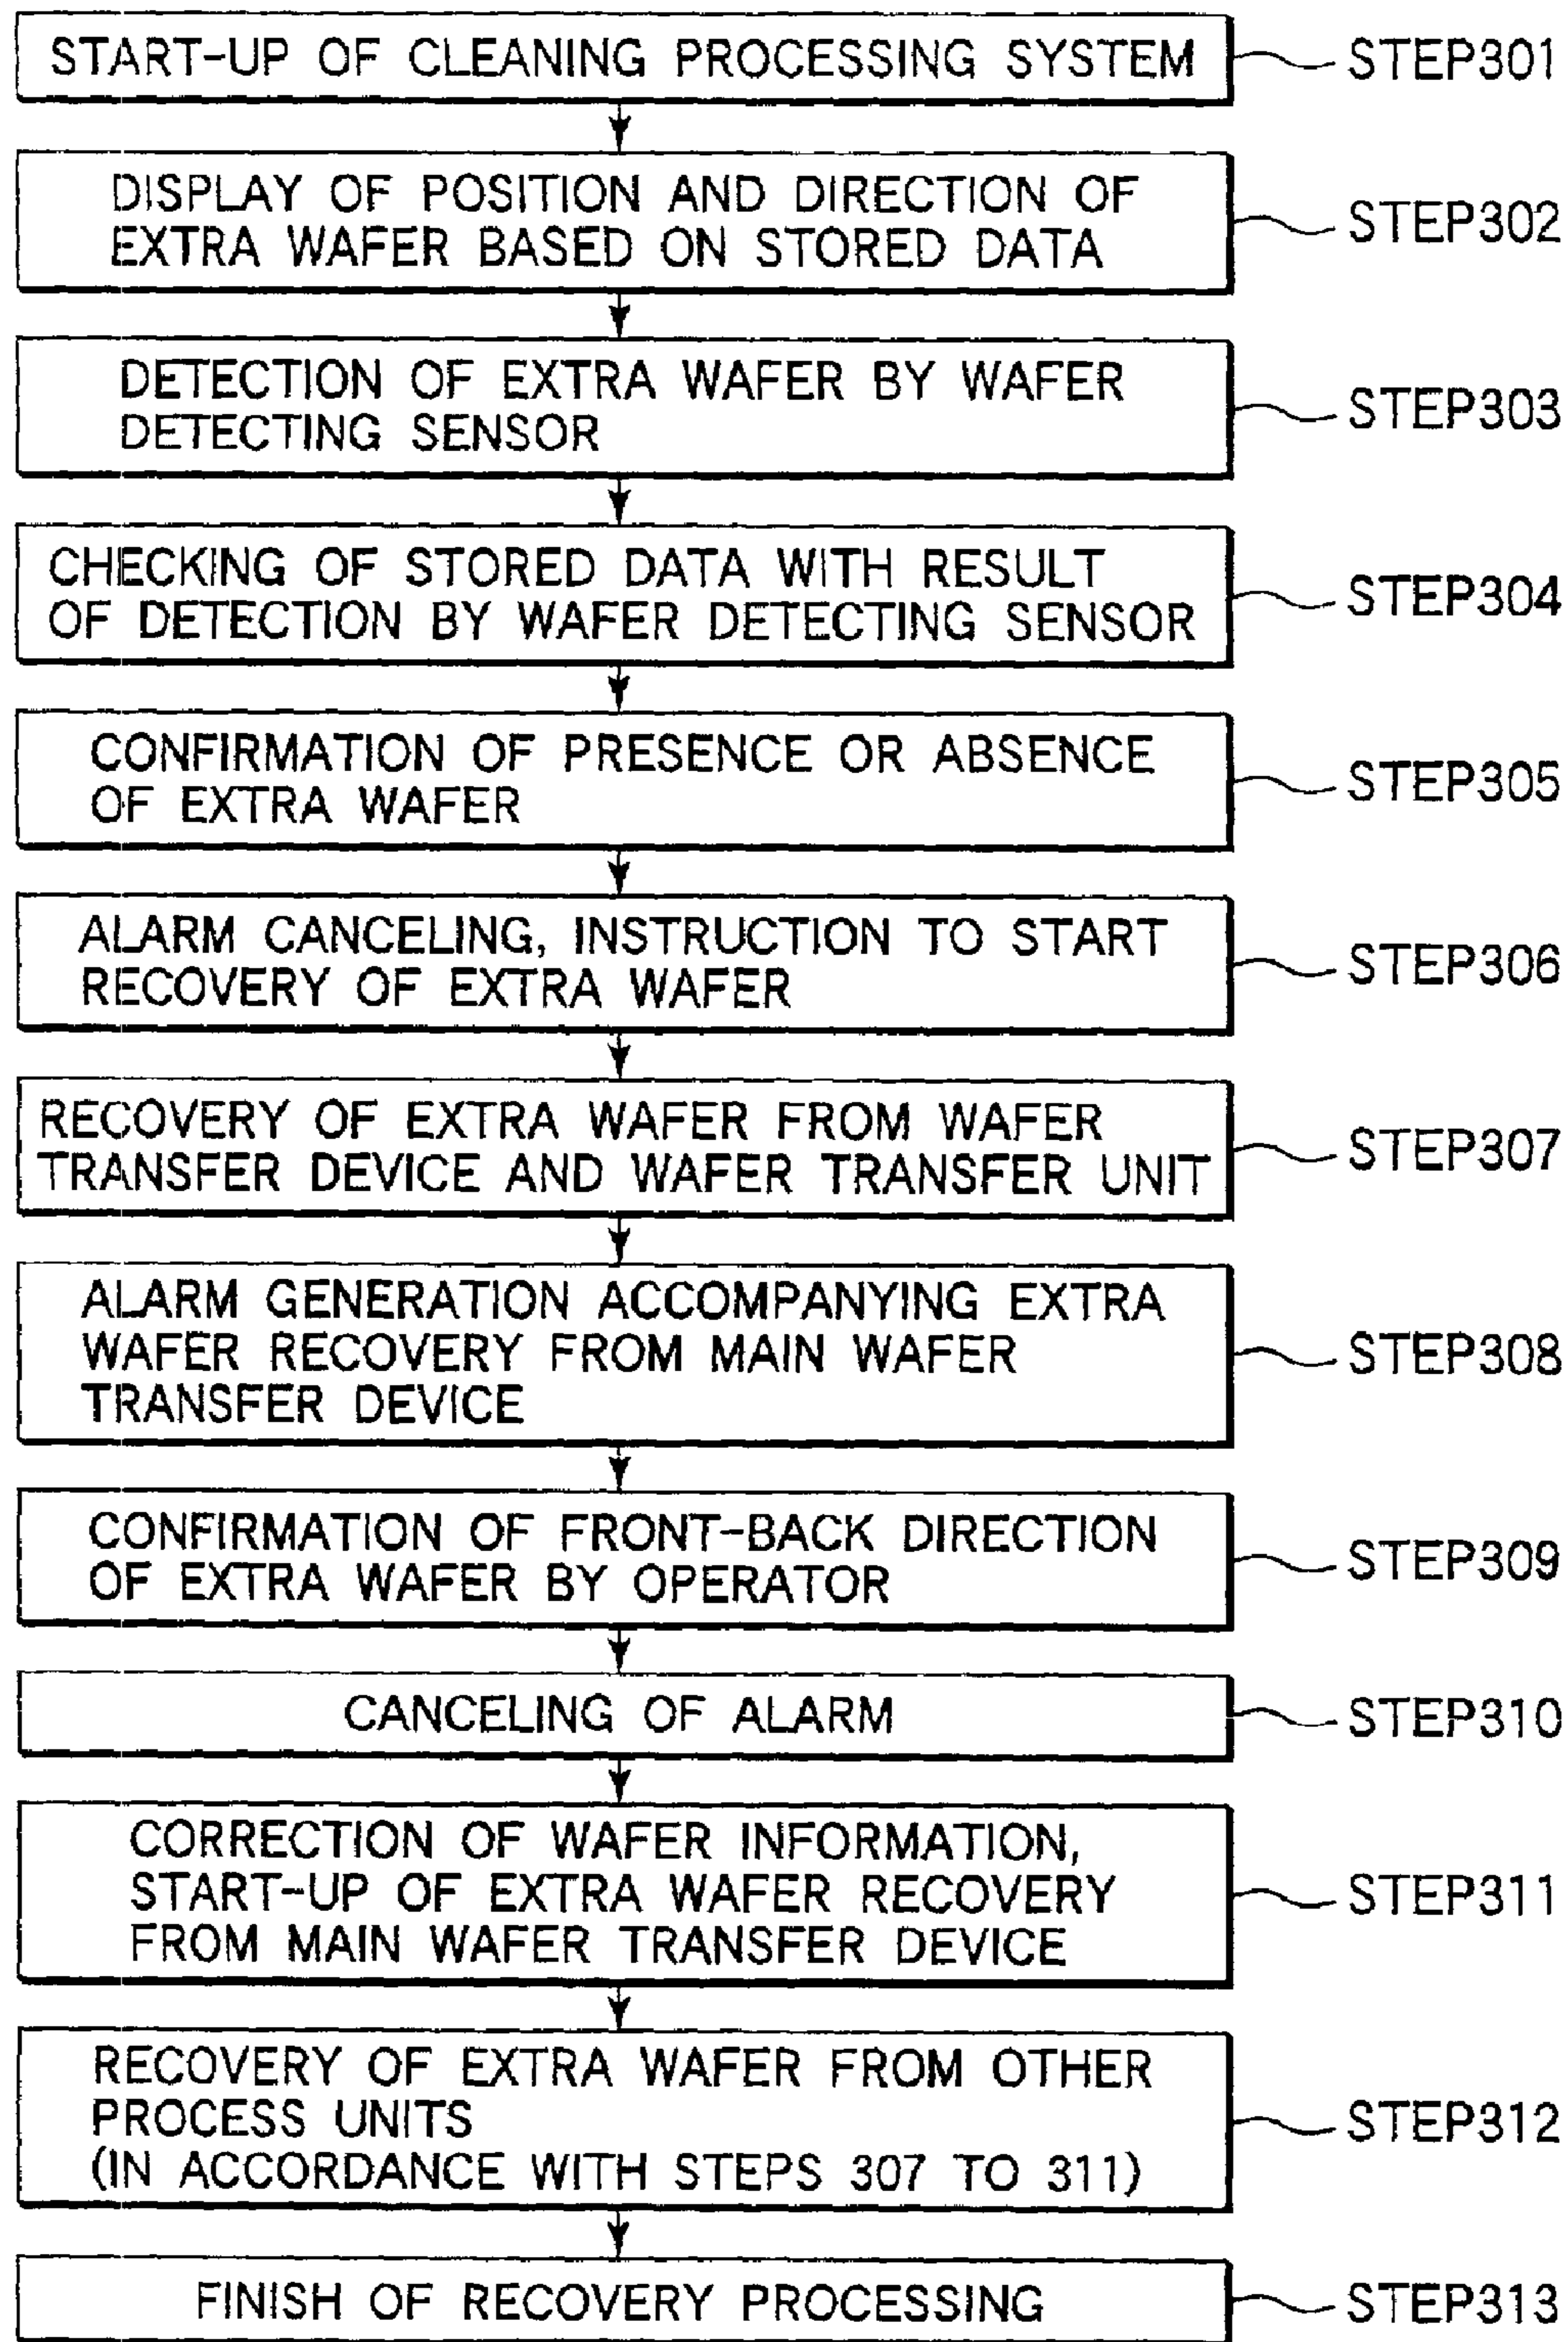 START-UP OF CLEANING PROCESSING SYSTEM
STEP301
DISPLAY OF POSITION AND DIRECTION OF
EXTRA WAFER BASED ON STORED DATA
STEP302
DETECTION OF EXTRA WAFER BY WAFER
DETECTING SENSOR
STEP303
CHECKING OF STORED DATA WITH RESULT
OF DETECTION BY WAFER DETECTING SENSOR
STEP304
CONFIRMATION OF PRESENCE OR ABSENCE
OF EXTRA WAFER
STEP305
ALARM CANCELING, INSTRUCTION TO START
RECOVERY OF EXTRA WAFER
STEP306
RECOVERY OF EXTRA WAFER FROM WAFER
TRANSFER DEVICE AND WAFER TRANSFER UNIT
STEP307
ALARM GENERATION ACCOMPANYING EXTRA
WAFER RECOVERY FROM MAIN WAFER
TRANSFER DEVICE
STEP308
CONFIRMATION OF FRONT-BACK DIRECTION
OF EXTRA WAFER BY OPERATOR
STEP309
CANCELING OF ALARM
STEP310
CORRECTION OF WAFER INFORMATION,
START-UP OF EXTRA WAFER RECOVERY
FROM MAIN WAFER TRANSFER DEVICE
STEP311
RECOVERY OF EXTRA WAFER FROM OTHER
PROCESS UNITS
(IN ACCORDANCE WITH STEPS 307 TO 311)
STEP312
FINISH OF RECOVERY PROCESSING
STEP313